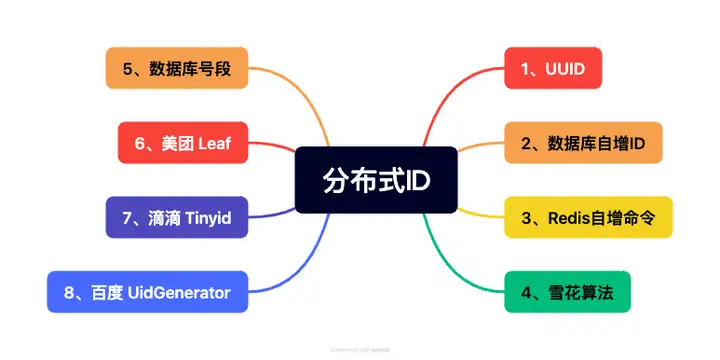 分布式ID
1、UUID
2、数据库自增ID
3、Redis自增命令
4、雪花算法
5、数据库号段
6、美团 Leaf
7、滴滴 Tinyid
8、百度 UidGenerator